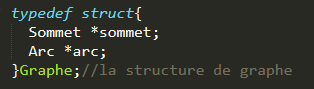 typedef struct{
  Sommet *sommet;
  Arc *arc;
}Graphe;//la structure de graphe